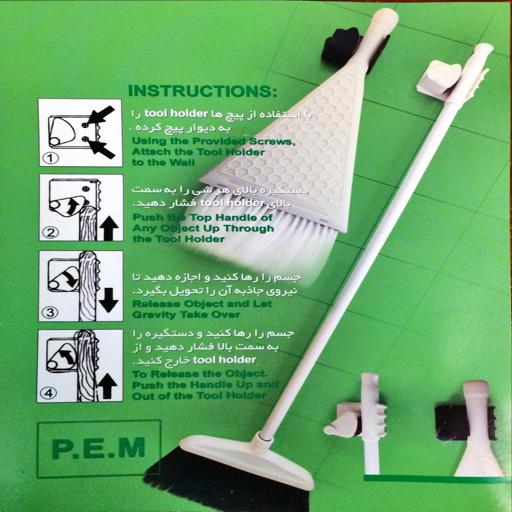 INSTRUCTIONS:
با استفاده از پیچ ها tool holder را
به دیوار پیچ کرده .
Using the Provided Screws,
Attach the Tool Holder
to the Wall
1
دستگیره بالای هر شی را به سمت
بالای tool holder فشار دهید.
Push the Top Handle of
Any Object Up Through
the Tool Holder
2
جسم را رها کنید و اجازه دهید تا
نیروی جاذبه آن را تحویل بگیرد.
Release Object and Let
Gravity Take Over
3
جسم را رها کنید و دستگیره را
به سمت بالا فشار دهید و از
tool holder خارج کنید.
To Release the Object.
Push the Handle Up and
Out of the Tool Holder
4
P.E.M